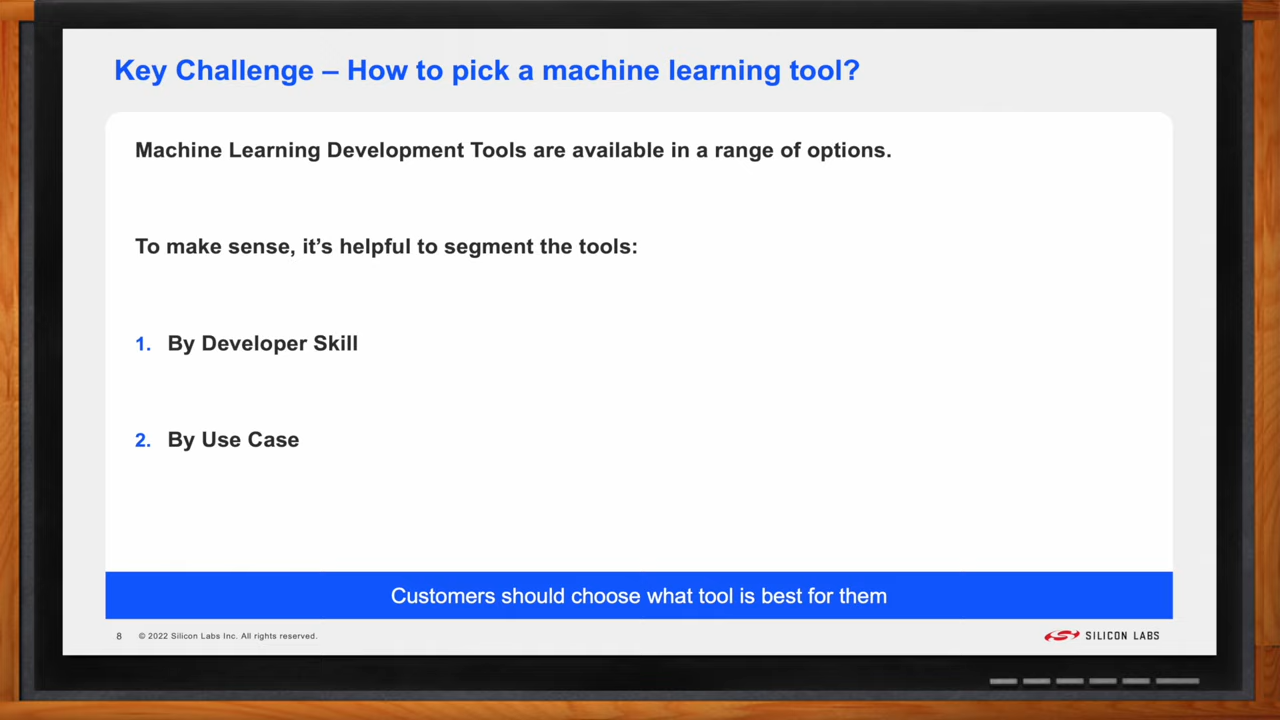 Key Challenge – How to pick a machine learning tool?
Machine Learning Development Tools are available in a range of options.
To make sense, it’s helpful to segment the tools:
1. By Developer Skill
2. By Use Case
Customers should choose what tool is best for them
8 © 2022 Silicon Labs Inc. All rights reserved.
SILICON LABS